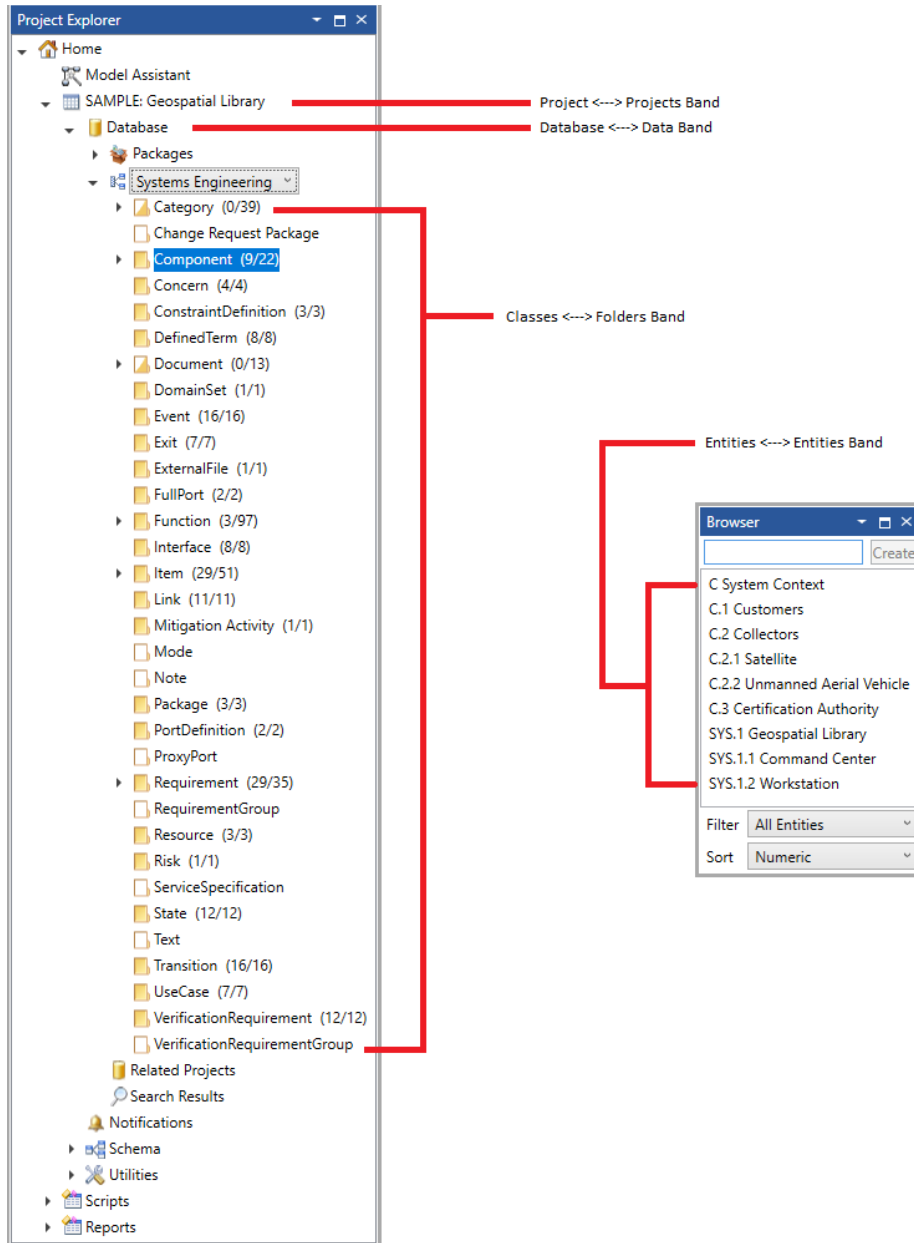 Project Explorer
Home
Model Assistant
SAMPLE: Geospatial Library
Project <---> Projects Band
Database
Database <---> Data Band
Packages
Systems Engineering
Category (0/39)
Change Request Package
Component (9/22)
Concern (4/4)
ConstraintDefinition (3/3)
Classes <---> Folders Band
DefinedTerm (8/8)
Document (0/13)
DomainSet (1/1)
Event (16/16)
Exit (7/7)
Entities <---> Entities Band
ExternalFile (1/1)
FullPort (2/2)
Function (3/97)
Interface (8/8)
Item (29/51)
Link (11/11)
Mitigation Activity (1/1)
Mode
Note
Package (3/3)
PortDefinition (2/2)
ProxyPort
Requirement (29/35)
RequirementGroup
Resource (3/3)
Risk (1/1)
ServiceSpecification
State (12/12)
Text
Transition (16/16)
UseCase (7/7)
VerificationRequirement (12/12)
VerificationRequirementGroup
Related Projects
Search Results
Notifications
Schema
Utilities
Scripts
Reports
Browser
Create
C System Context
C.1 Customers
C.2 Collectors
C.2.1 Satellite
C.2.2 Unmanned Aerial Vehicle
C.3 Certification Authority
SYS.1 Geospatial Library
SYS.1.1 Command Center
SYS.1.2 Workstation
Filter All Entities
Sort Numeric